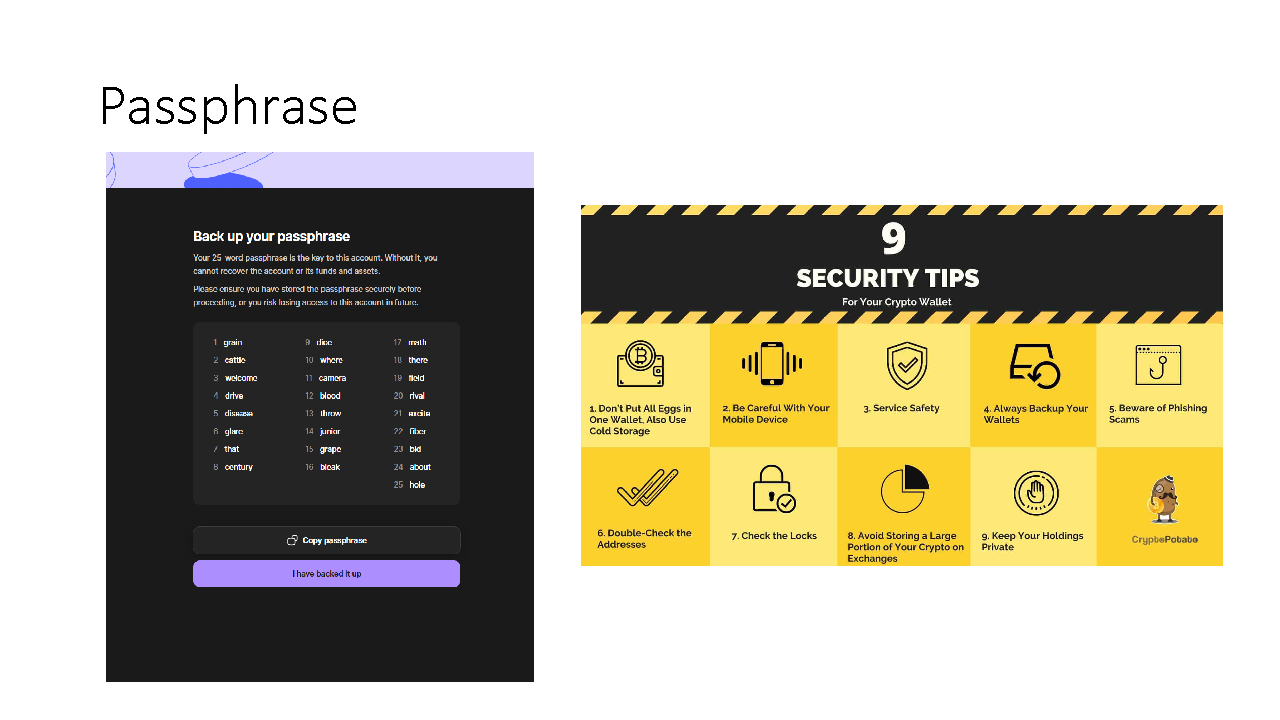 Passphrase
Back up your passphrase
Your 25 word passphrase is the key to this account. Without it, you
cannot recover the account or its funds and assets.
Please ensure you have stored the passphrase securely before
proceeding, or you risk losing access to this account in future.
1 grain
2 cattle
3 welcome
4 drive
5 disease
6 glare
7 that
8 century
9 dice
10 where
11 camera
12 blood
13 throw
14 junior
15 grape
16 bleak
17 math
18 there
19 field
20 rival
21 excite
22 fiber
23 bid
24 about
25 hole
Copy passphrase
I have backed it up
9
SECURITY TIPS
For Your Crypto Wallet
1. Don't Put All Eggs in
One Wallet, Also Use
Cold Storage
2. Be Careful With Your
Mobile Device
3. Service Safety
4. Always Backup Your
Wallets
5. Beware of Phishing
Scams
6. Double-Check the
Addresses
7. Check the Locks
8. Avoid Storing a Large
Portion of Your Crypto on
Exchanges
9. Keep Your Holdings
Private
CryptoPotato